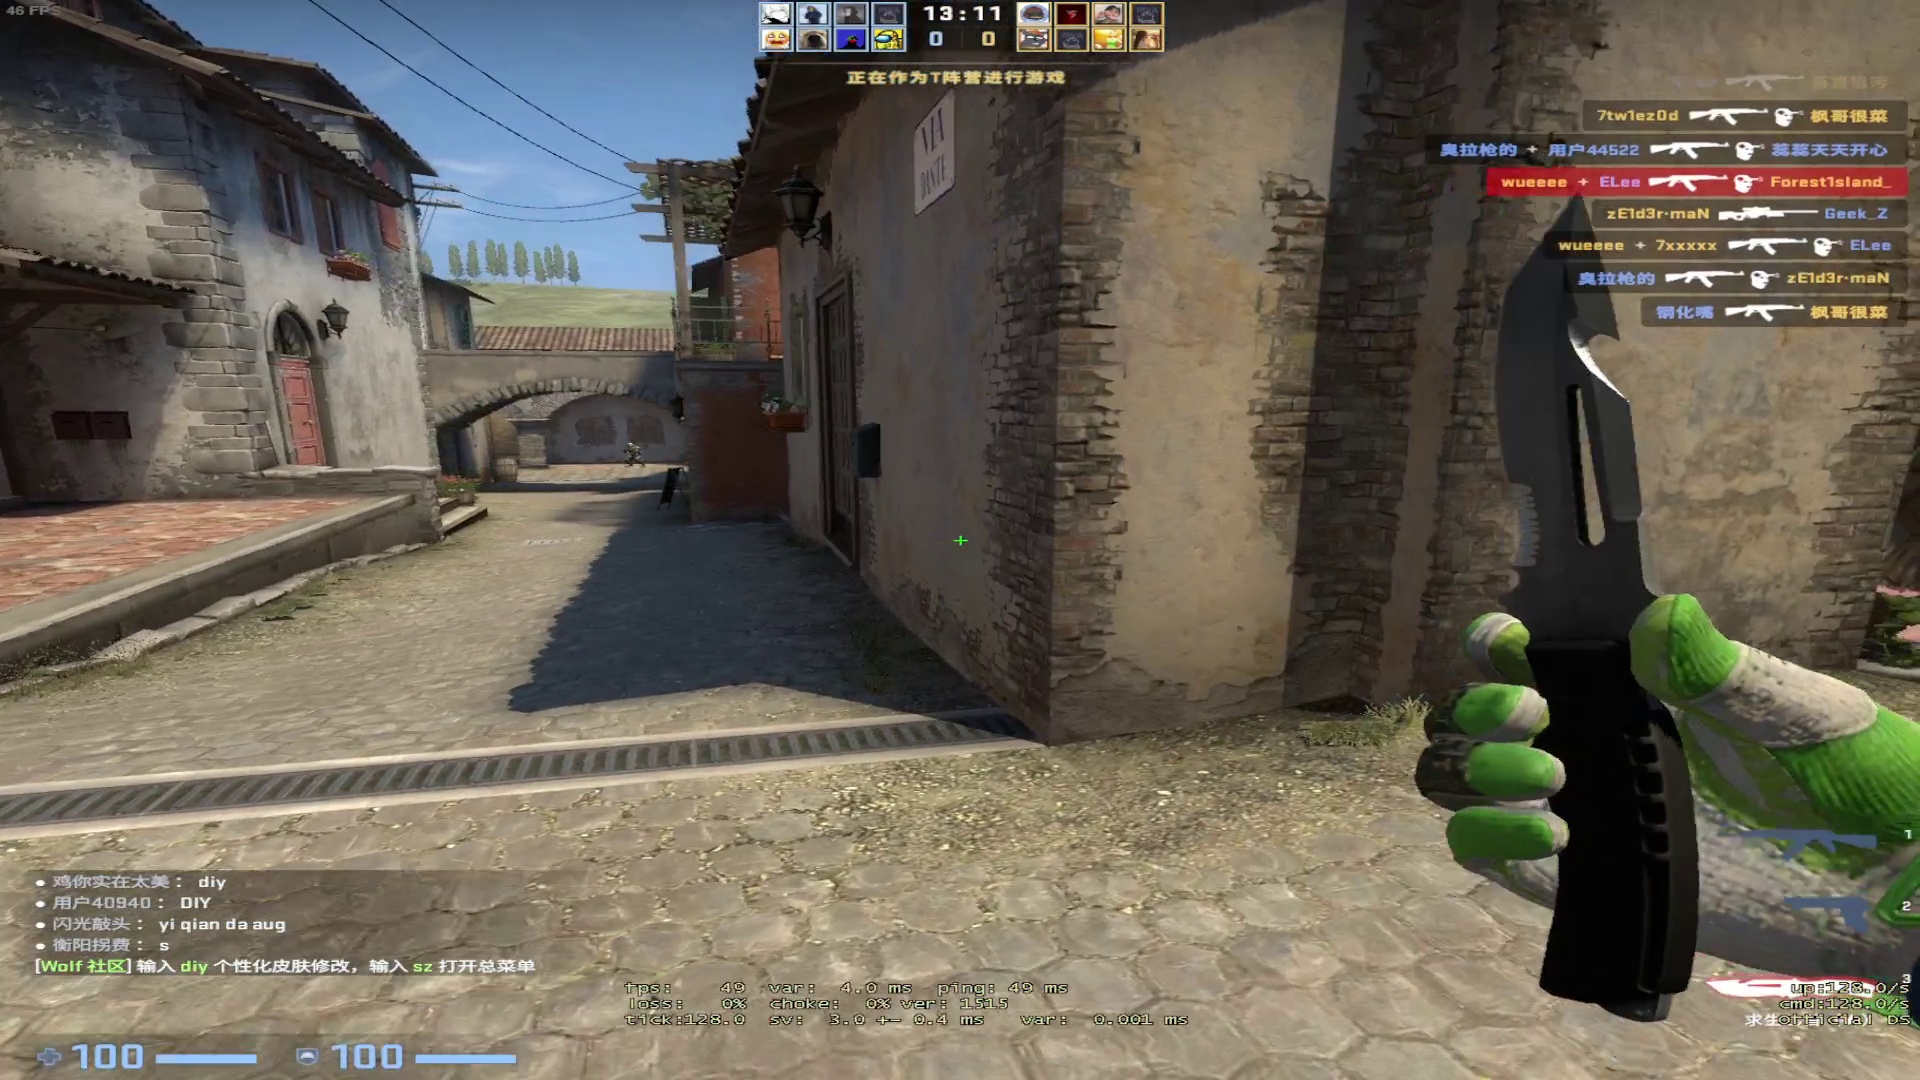 46 FPS
13:11
0 0
正在作为T阵营进行游戏
VIA
DANTE
7tw1ez0d 枫哥很菜
奥拉枪的 + 用户44522 蕊蕊天天开心
wueeee + ELee Forest1sland_
zE1d3r·maN Geek_Z
wueeee + 7xxxxx ELee
奥拉枪的 zE1d3r·maN
钢化嘴 枫哥很菜
1
2
3
鸡你实在太美： diy
用户40940： DIY
闪光敲头： yi qian da aug
衡阳拐费： s
[Wolf 社区] 输入 diy 个性化皮肤修改，输入 sz 打开总菜单
fps: 49 var: 4.0 ms ping: 49 ms
loss: 0% choke: 0% ver: 1515
tick:128.0 sv: 3.0 +- 0.4 ms var: 0.001 ms
up:128.0/s
cmd:128.0/s
official DS
100 100